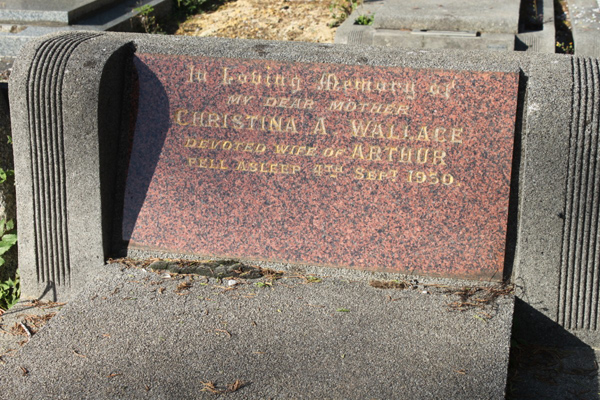 In Loving Memory of
MY DEAR MOTHER
CHRISTINA A. WALLACE
DEVOTED WIFE OF ARTHUR
FELL ASLEEP 4TH SEPT 1950.